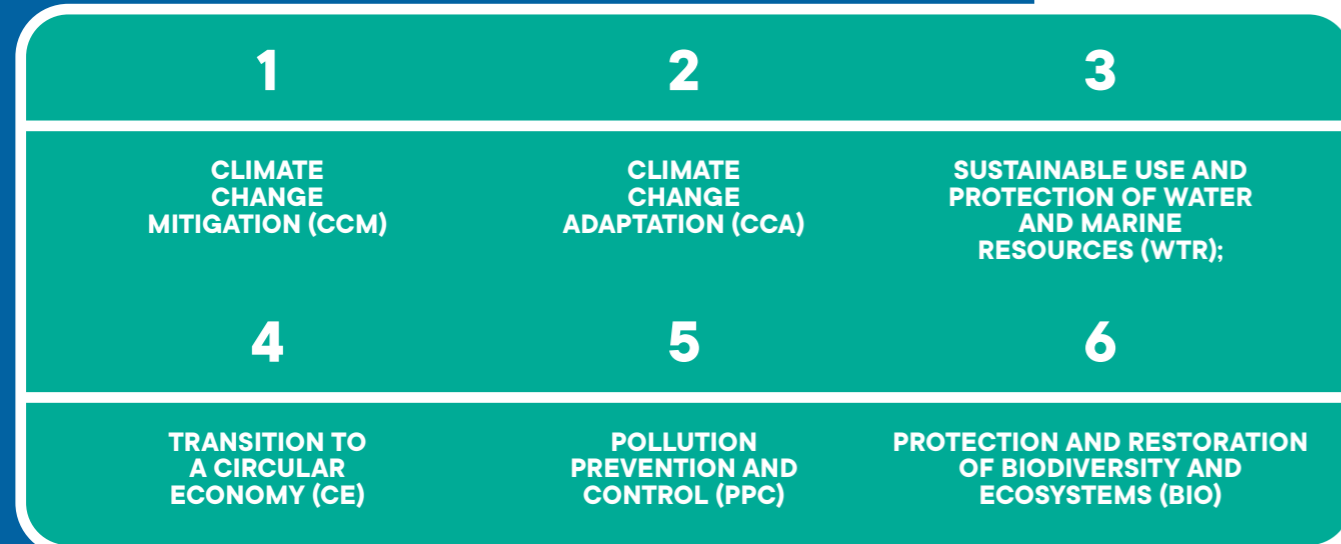 1
2
3
CLIMATE
CHANGE
MITIGATION (CCM)
CLIMATE
CHANGE
ADAPTATION (CCA)
SUSTAINABLE USE AND
PROTECTION OF WATER
AND MARINE
RESOURCES (WTR);
4
5
6
TRANSITION TO
A CIRCULAR
ECONOMY (CE)
POLLUTION
PREVENTION AND
CONTROL (PPC)
PROTECTION AND RESTORATION
OF BIODIVERSITY AND
ECOSYSTEMS (BIO)